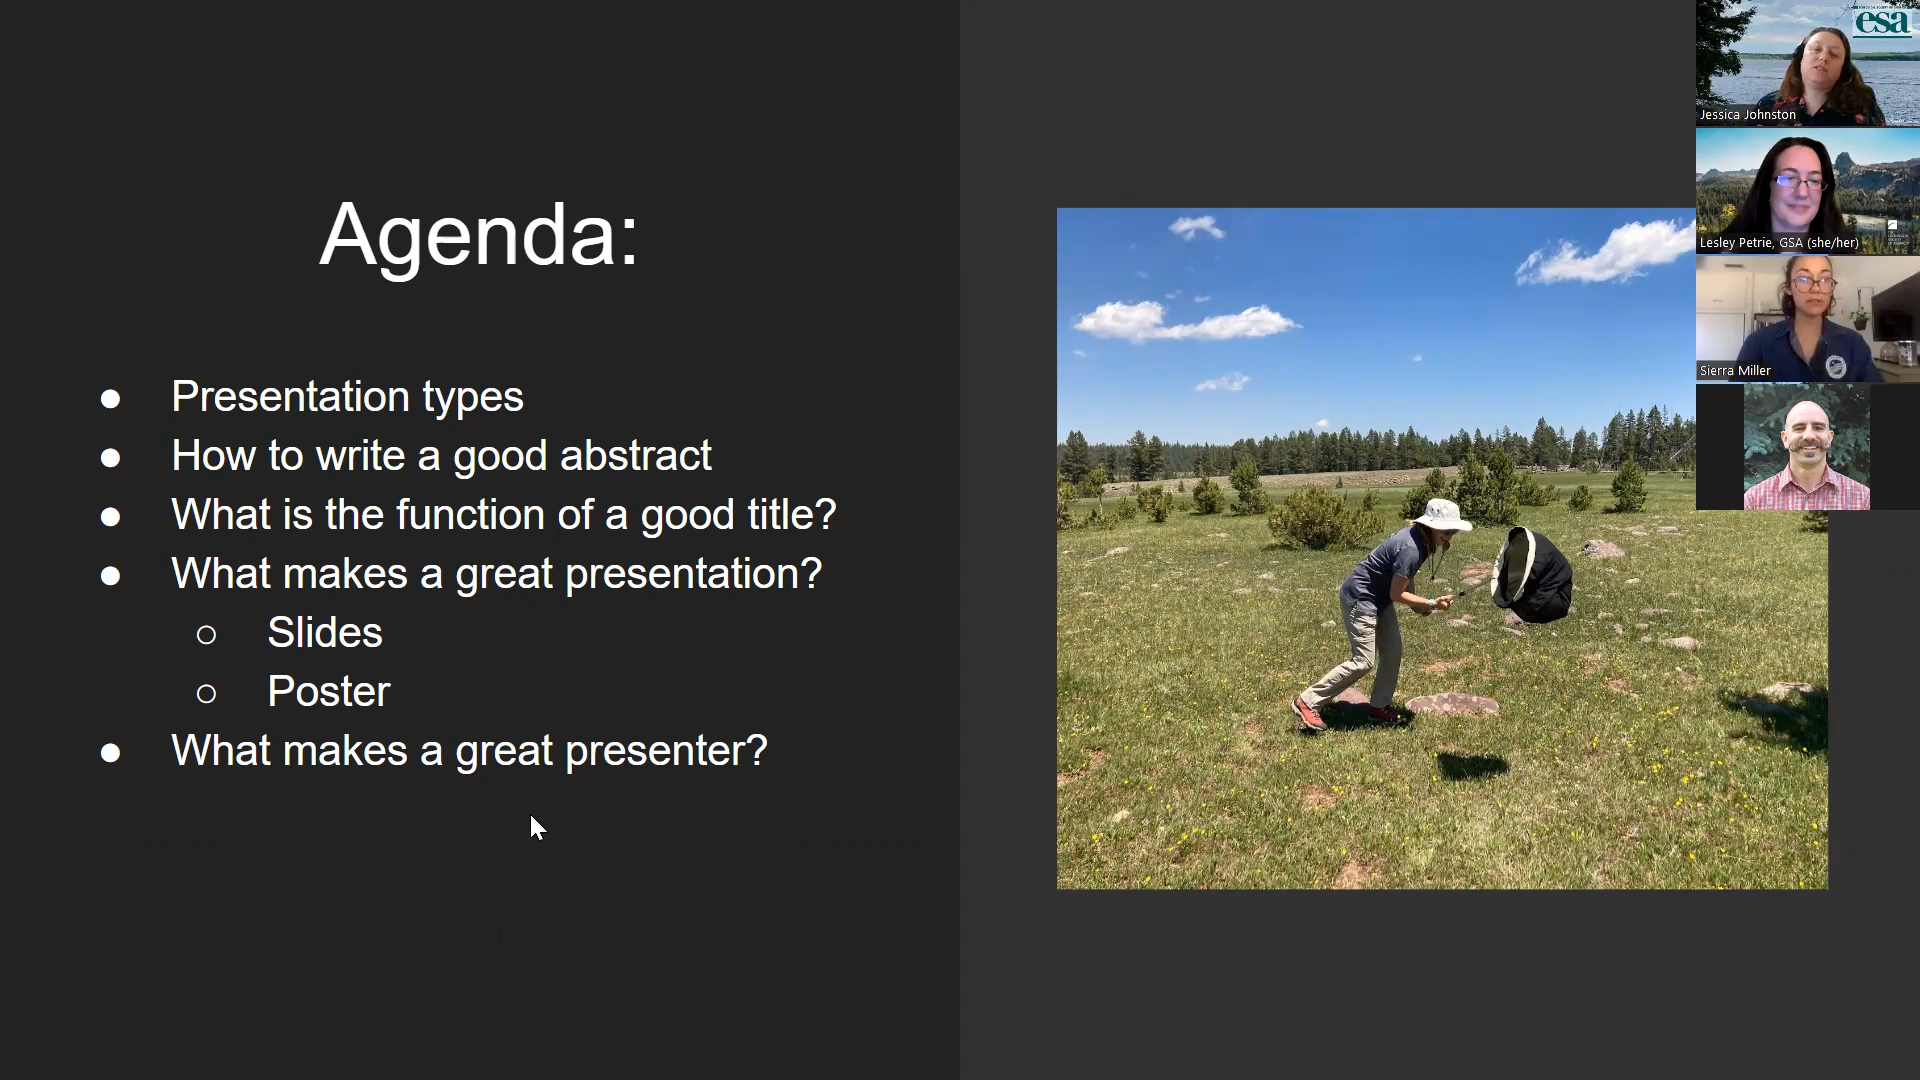 Agenda:
● Presentation types
● How to write a good abstract
● What is the function of a good title?
● What makes a great presentation?
○ Slides
○ Poster
● What makes a great presenter?
esa
Jessica Johnston
Lesley Petrie, GSA (she/her)
Sierra Miller